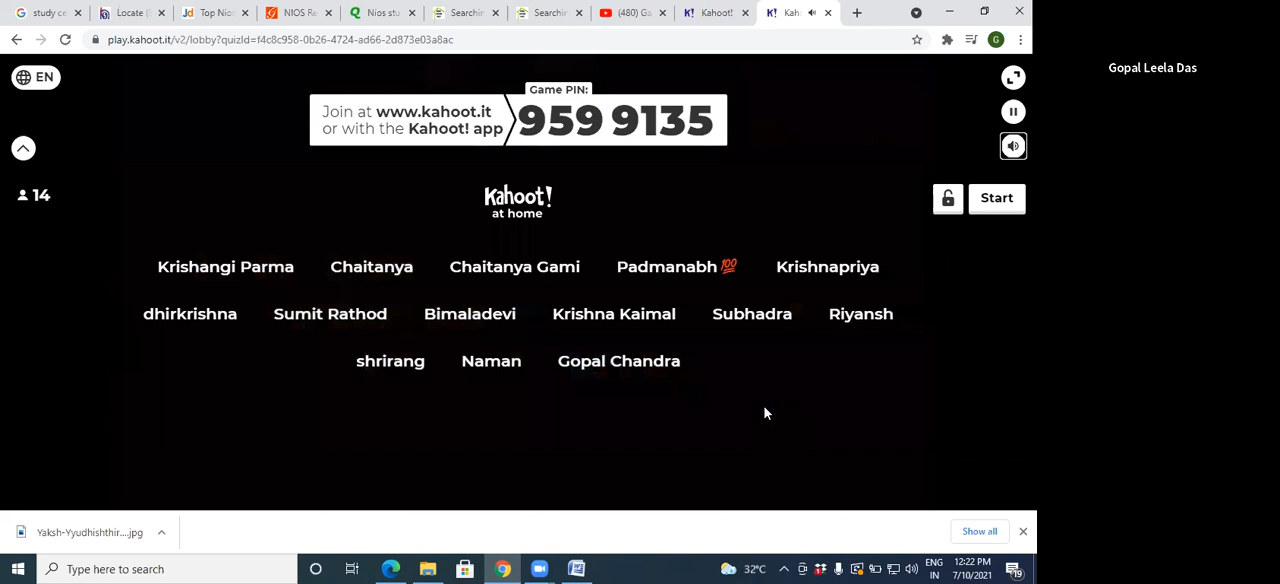 study ce
Locate (S
Top Nios
NIOS Re
Nios stu
Searchin
Searchin
(480) Ga
Kahoot!
Kah
play.kahoot.it/v2/lobby?quizId=f4c8c958-0b26-4724-ad66-2d873e03a8ac
G
EN
Gopal Leela Das
Game PIN:
Join at www.kahoot.it
or with the Kahoot! app
959 9135
14
Kahoot!
at home
Start
Krishangi Parma Chaitanya Chaitanya Gami Padmanabh💯 Krishnapriya
dhirkrishna Sumit Rathod Bimaladevi Krishna Kaimal Subhadra Riyansh
shrirang Naman Gopal Chandra
Yaksh-Yyudhishthir....jpg
Show all
Type here to search
32°C
ENG
IN
12:22 PM
7/10/2021
19